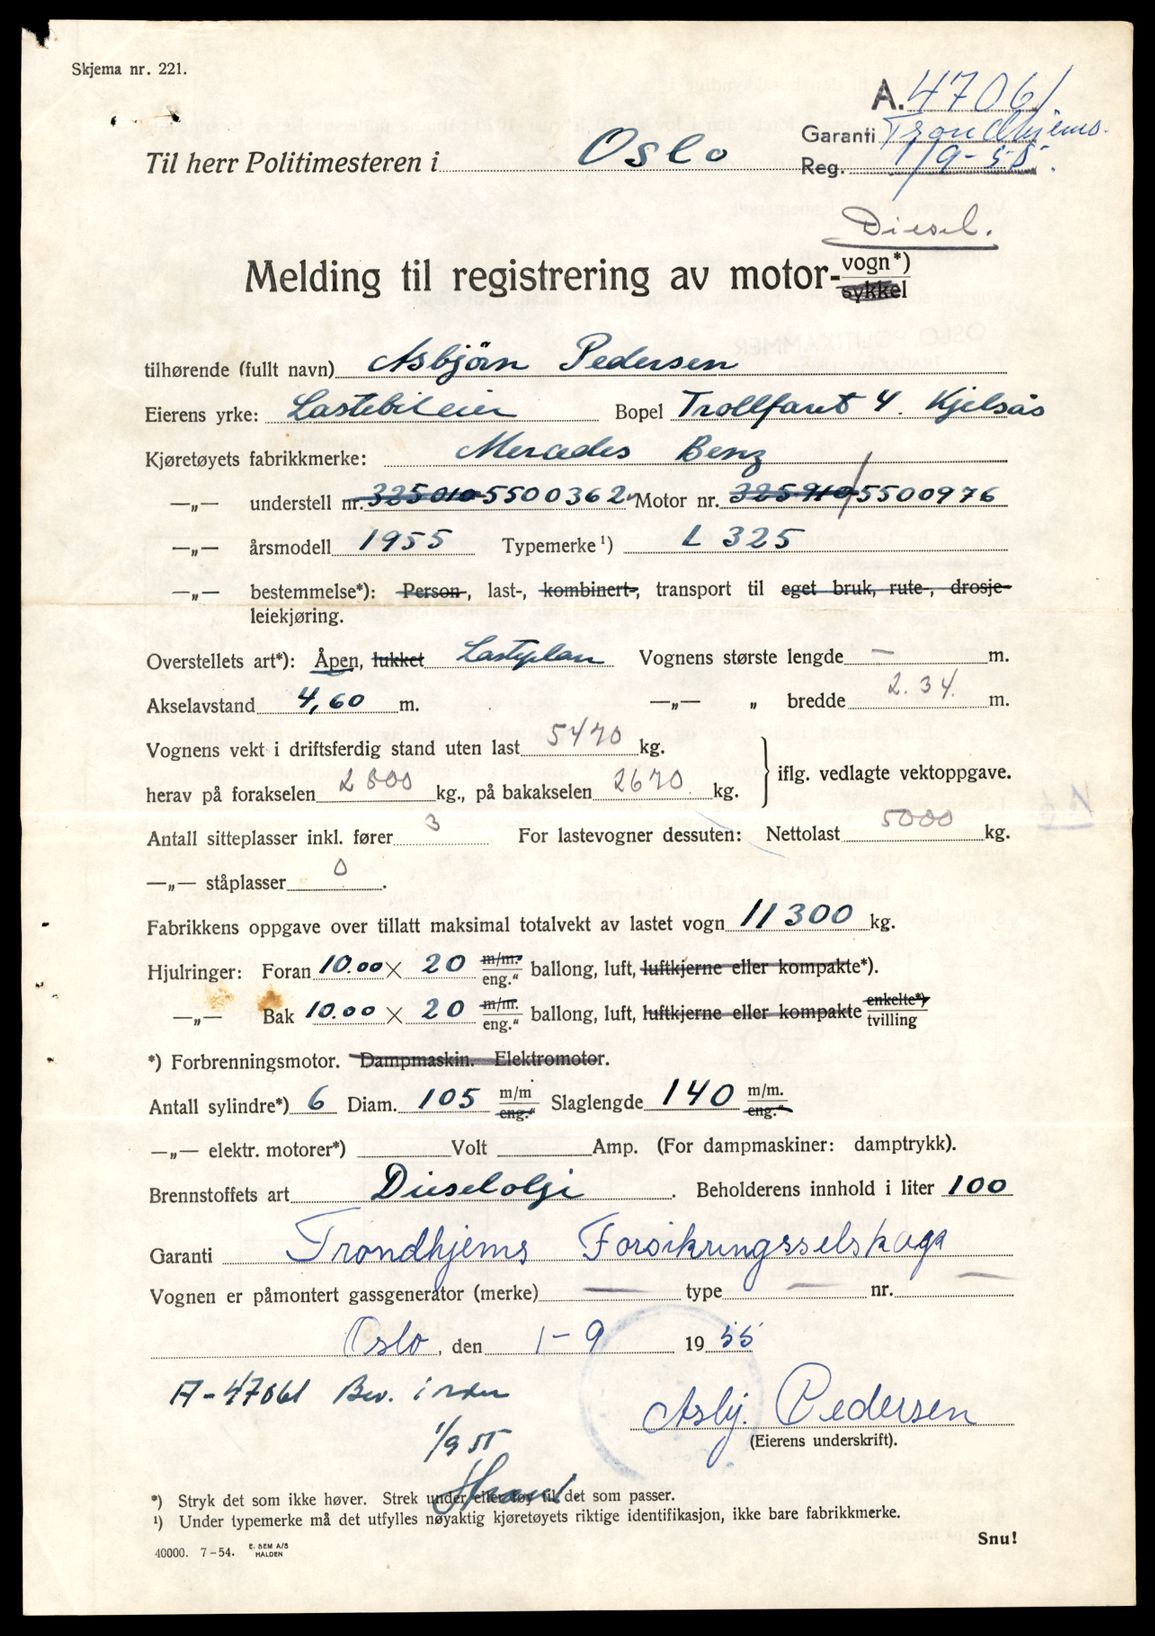 Skjema nr. 221.
A. 47061
Garanti Trondhjems.
Til herr Politimesteren i Oslo
Reg. 1/9-55.
Diesel.
Melding til registrering av motor-vogn*)
sykkel
tilhørende (fullt navn) Asbjörn Pedersen
Eierens yrke: Lastebileier Bopel Trollfaret 4. Kjelsås
Kjøretøyets fabrikkmerke: Mercedes Benz
—„— understell nr. 325010-5500362 Motor nr. 325910-5500976
—„— årsmodell 1955 Typemerke ¹) L 325
—„— bestemmelse*): Person-, last-, kombinert-, transport til eget bruk, rute-, drosje-
leiekjøring.
Overstellets art*): Åpen, lukket Lasteplan Vognens største lengde — m.
Akselavstand 4,60 m. —„— „ bredde 2.34. m.
Vognens vekt i driftsferdig stand uten last 5470 kg.
herav på forakselen 2800 kg., på bakakselen 2670 kg. iflg. vedlagte vektoppgave.
Antall sitteplasser inkl. fører 3 For lastevogner dessuten: Nettolast 5000 kg.
—„— ståplasser 0.
Fabrikkens oppgave over tillatt maksimal totalvekt av lastet vogn 11300 kg.
Hjulringer: Foran 10.00 × 20 m/m. eng.“ ballong, luft, luftkjerne eller kompakte*).
—„— Bak 10.00 × 20 m/m. eng.“ ballong, luft, luftkjerne eller kompakte enkelte*) tvilling
*) Forbrenningsmotor. Dampmaskin. Elektromotor.
Antall sylindre*) 6 Diam. 105 m/m eng.“ Slaglengde 140 m/m. eng.“
—„— elektr. motorer*) Volt Amp. (For dampmaskiner: damptrykk).
Brennstoffets art Dieselolje. Beholderens innhold i liter 100
Garanti Trondhjems Forsikringsselskap
Vognen er påmontert gassgenerator (merke) — type — nr. —
Oslo, den 1-9 1955
A-47061 Bev. i orden
Asbj. Pedersen
1/9 55
(Eierens underskrift).
*) Stryk det som ikke høver. Strek under eller føy til det som passer.
¹) Under typemerke må det utfylles nøyaktig kjøretøyets riktige identifikasjon, ikke bare fabrikkmerke.
Snu!
40000. 7-54. E. SEM A/S HALDEN